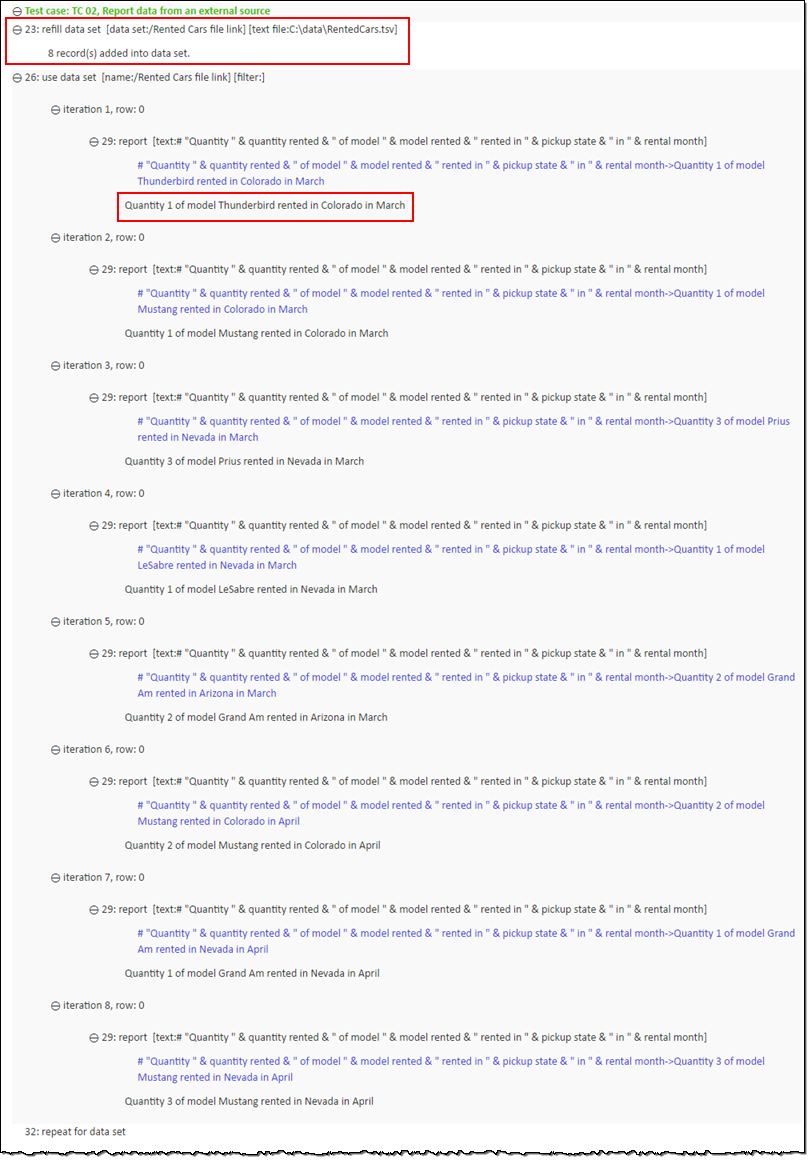 Test case: TC 02, Report data from an external source
23: refill data set  [data set:/Rented Cars file link] [text file:C:\data\RentedCars.tsv]
8 record(s) added into data set.
26: use data set  [name:/Rented Cars file link] [filter:]
iteration 1, row: 0
29: report  [text:# "Quantity " & quantity rented & " of model " & model rented & " rented in " & pickup state & " in " & rental month]
# "Quantity " & quantity rented & " of model " & model rented & " rented in " & pickup state & " in " & rental month->Quantity 1 of model
Thunderbird rented in Colorado in March
Quantity 1 of model Thunderbird rented in Colorado in March
iteration 2, row: 0
29: report  [text:# "Quantity " & quantity rented & " of model " & model rented & " rented in " & pickup state & " in " & rental month]
# "Quantity " & quantity rented & " of model " & model rented & " rented in " & pickup state & " in " & rental month->Quantity 1 of model
Mustang rented in Colorado in March
Quantity 1 of model Mustang rented in Colorado in March
iteration 3, row: 0
29: report  [text:# "Quantity " & quantity rented & " of model " & model rented & " rented in " & pickup state & " in " & rental month]
# "Quantity " & quantity rented & " of model " & model rented & " rented in " & pickup state & " in " & rental month->Quantity 3 of model Prius
rented in Nevada in March
Quantity 3 of model Prius rented in Nevada in March
iteration 4, row: 0
29: report  [text:# "Quantity " & quantity rented & " of model " & model rented & " rented in " & pickup state & " in " & rental month]
# "Quantity " & quantity rented & " of model " & model rented & " rented in " & pickup state & " in " & rental month->Quantity 1 of model
LeSabre rented in Nevada in March
Quantity 1 of model LeSabre rented in Nevada in March
iteration 5, row: 0
29: report  [text:# "Quantity " & quantity rented & " of model " & model rented & " rented in " & pickup state & " in " & rental month]
# "Quantity " & quantity rented & " of model " & model rented & " rented in " & pickup state & " in " & rental month->Quantity 2 of model Grand
Am rented in Arizona in March
Quantity 2 of model Grand Am rented in Arizona in March
iteration 6, row: 0
29: report  [text:# "Quantity " & quantity rented & " of model " & model rented & " rented in " & pickup state & " in " & rental month]
# "Quantity " & quantity rented & " of model " & model rented & " rented in " & pickup state & " in " & rental month->Quantity 2 of model
Mustang rented in Colorado in April
Quantity 2 of model Mustang rented in Colorado in April
iteration 7, row: 0
29: report  [text:# "Quantity " & quantity rented & " of model " & model rented & " rented in " & pickup state & " in " & rental month]
# "Quantity " & quantity rented & " of model " & model rented & " rented in " & pickup state & " in " & rental month->Quantity 1 of model Grand
Am rented in Nevada in April
Quantity 1 of model Grand Am rented in Nevada in April
iteration 8, row: 0
29: report  [text:# "Quantity " & quantity rented & " of model " & model rented & " rented in " & pickup state & " in " & rental month]
# "Quantity " & quantity rented & " of model " & model rented & " rented in " & pickup state & " in " & rental month->Quantity 3 of model
Mustang rented in Nevada in April
Quantity 3 of model Mustang rented in Nevada in April
32: repeat for data set